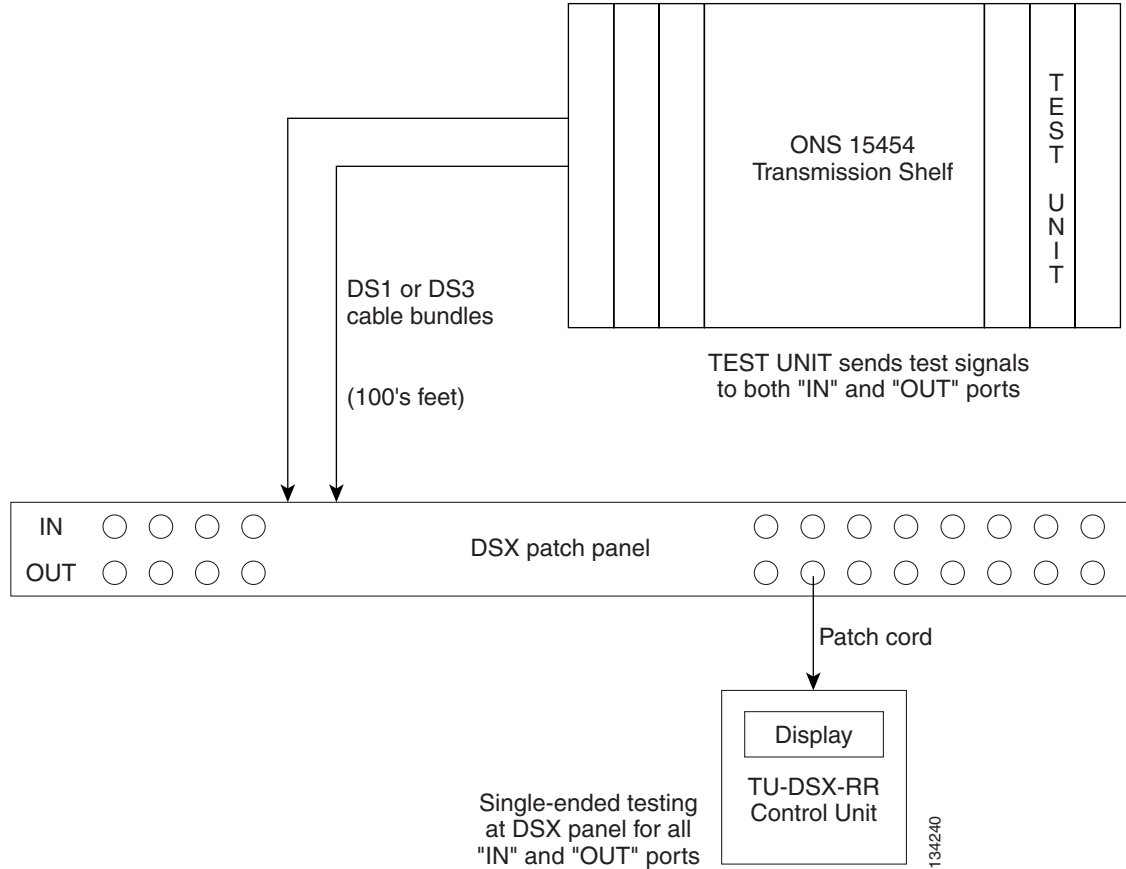 ONS 15454
Transmission Shelf
TEST UNIT
DS1 or DS3
cable bundles
(100's feet)
TEST UNIT sends test signals
to both "IN" and "OUT" ports
IN
DSX patch panel
OUT
Patch cord
Display
TU-DSX-RR
Control Unit
Single-ended testing
at DSX panel for all
"IN" and "OUT" ports
134240